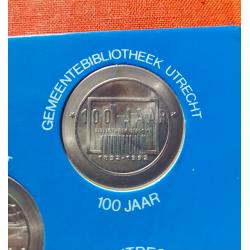 GEMEENTEBIBLIOTHEEK UTRECHT
100 JAAR
1892-1992
100 JAAR